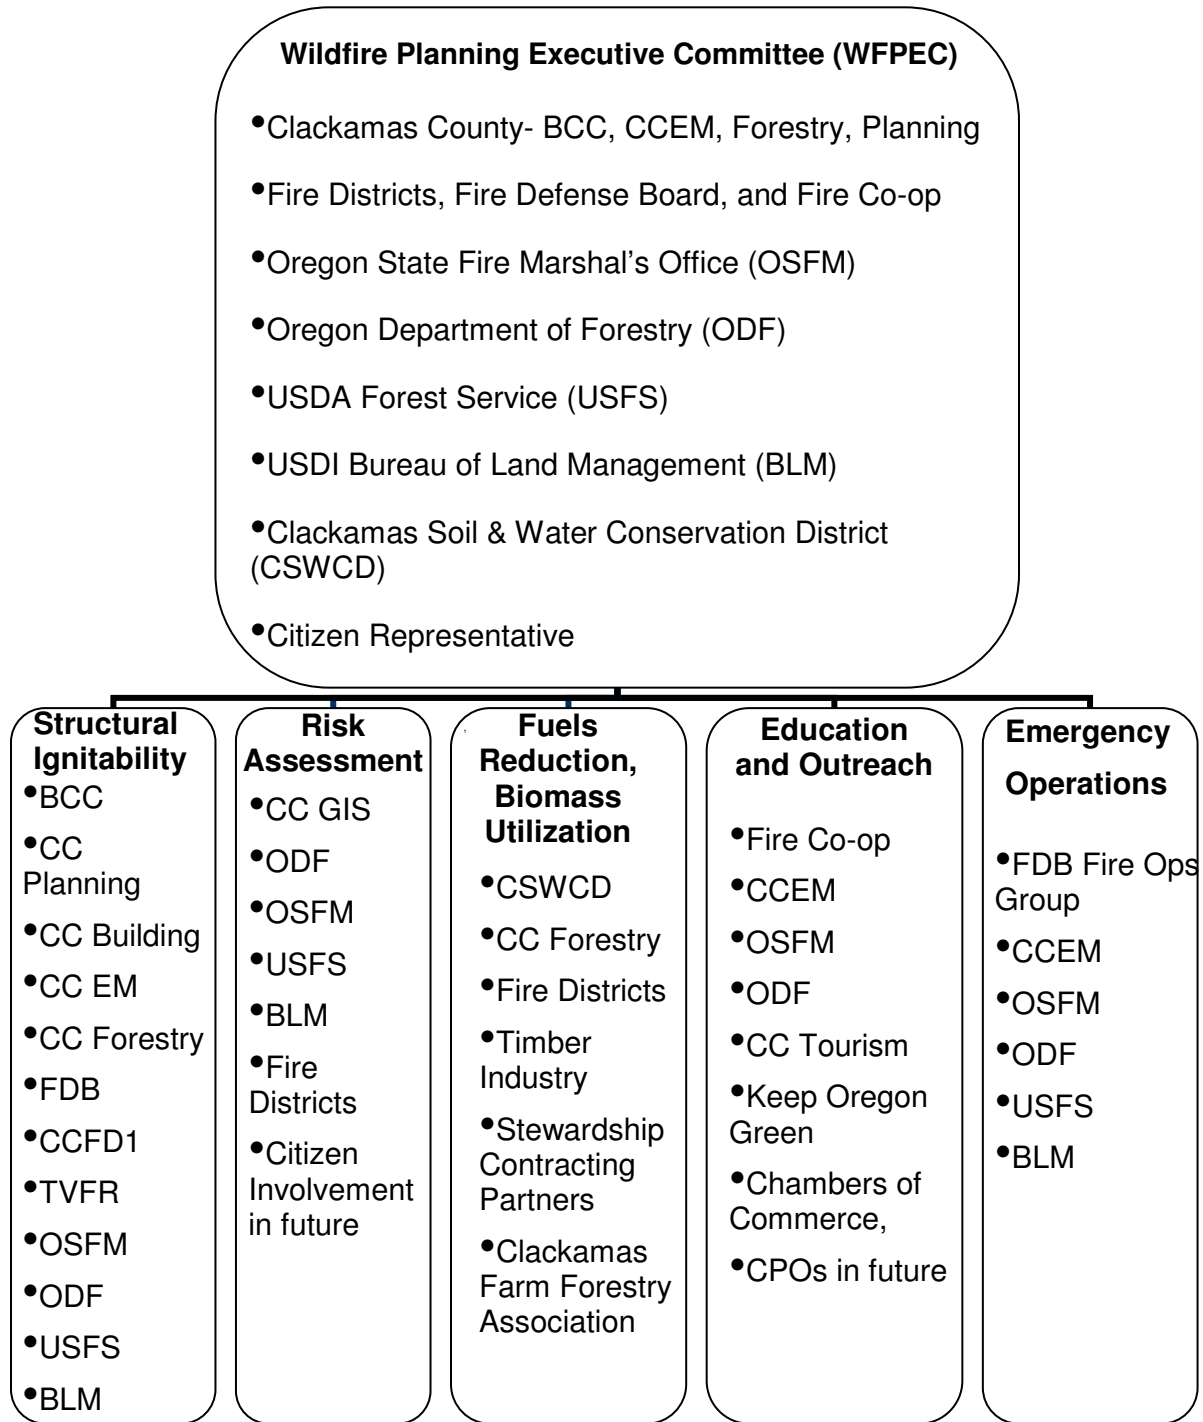 Wildfire Planning Executive Committee (WFPEC)
•Clackamas County- BCC, CCEM, Forestry, Planning
•Fire Districts, Fire Defense Board, and Fire Co-op
•Oregon State Fire Marshal's Office (OSFM)
•Oregon Department of Forestry (ODF)
•USDA Forest Service (USFS)
•USDI Bureau of Land Management (BLM)
•Clackamas Soil & Water Conservation District
(CSWCD)
•Citizen Representative
Structural
Ignitability
•BCC
•CC
Planning
•CC Building
•CC EM
•CC Forestry
•FDB
•CCFD1
•TVFR
•OSFM
•ODF
•USFS
•BLM
Risk
Assessment
•CC GIS
•ODF
•OSFM
•USFS
•BLM
•Fire
Districts
•Citizen
Involvement
in future
Fuels
Reduction,
Biomass
Utilization
•CSWCD
•CC Forestry
•Fire Districts
•Timber
Industry
•Stewardship
Contracting
Partners
•Clackamas
Farm Forestry
Association
Education
and Outreach
•Fire Co-op
•CCEM
•OSFM
•ODF
•CC Tourism
•Keep Oregon
Green
•Chambers of
Commerce,
•CPOs in future
Emergency
Operations
•FDB Fire Ops
Group
•CCEM
•OSFM
•ODF
•USFS
•BLM